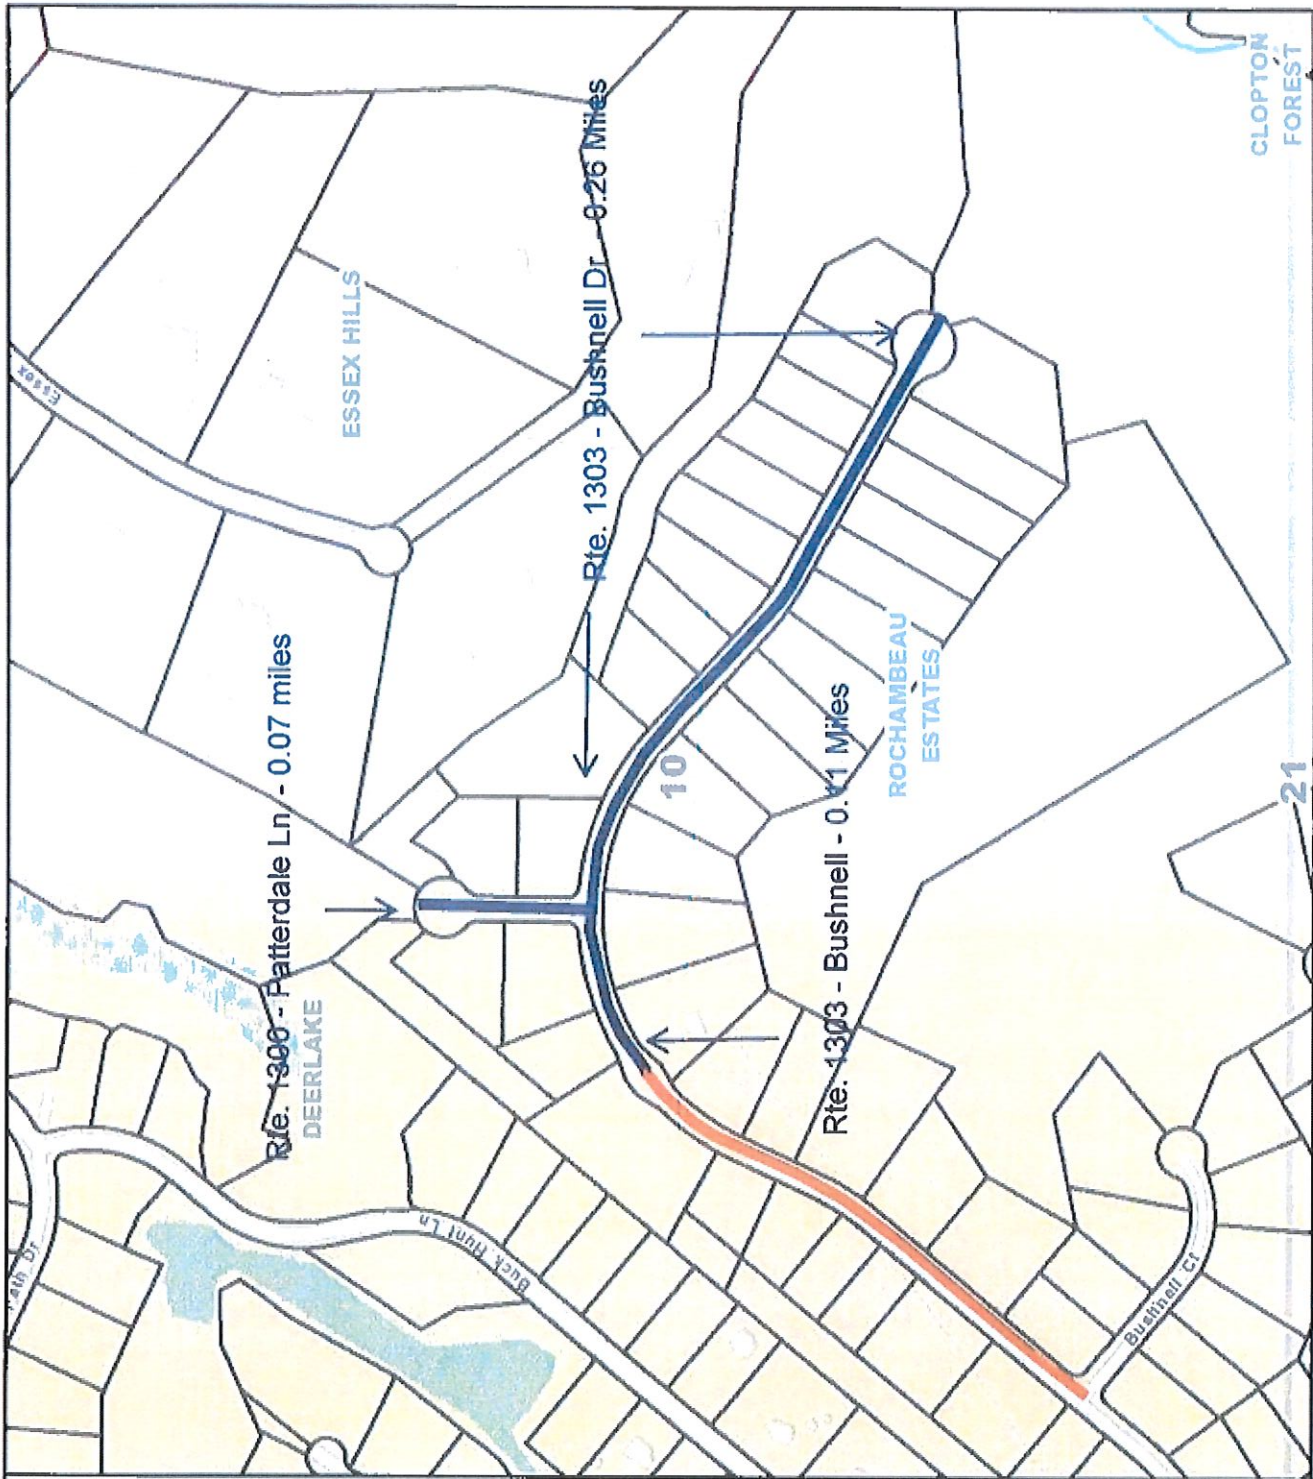 Dr
Essex
Rte. - Patterdale Ln - 0.07 miles
DEERLAKE
ESSEX HILLS
Buck Hunt Ln
Rte. 1303 - Bushnell Dr - 0.26 Miles
10
Rte. 1303 - Bushnell - 0.11 Miles
ROCHAMBEAU
ESTATES
Bushnell Ct
CLOPTON
FOREST
21